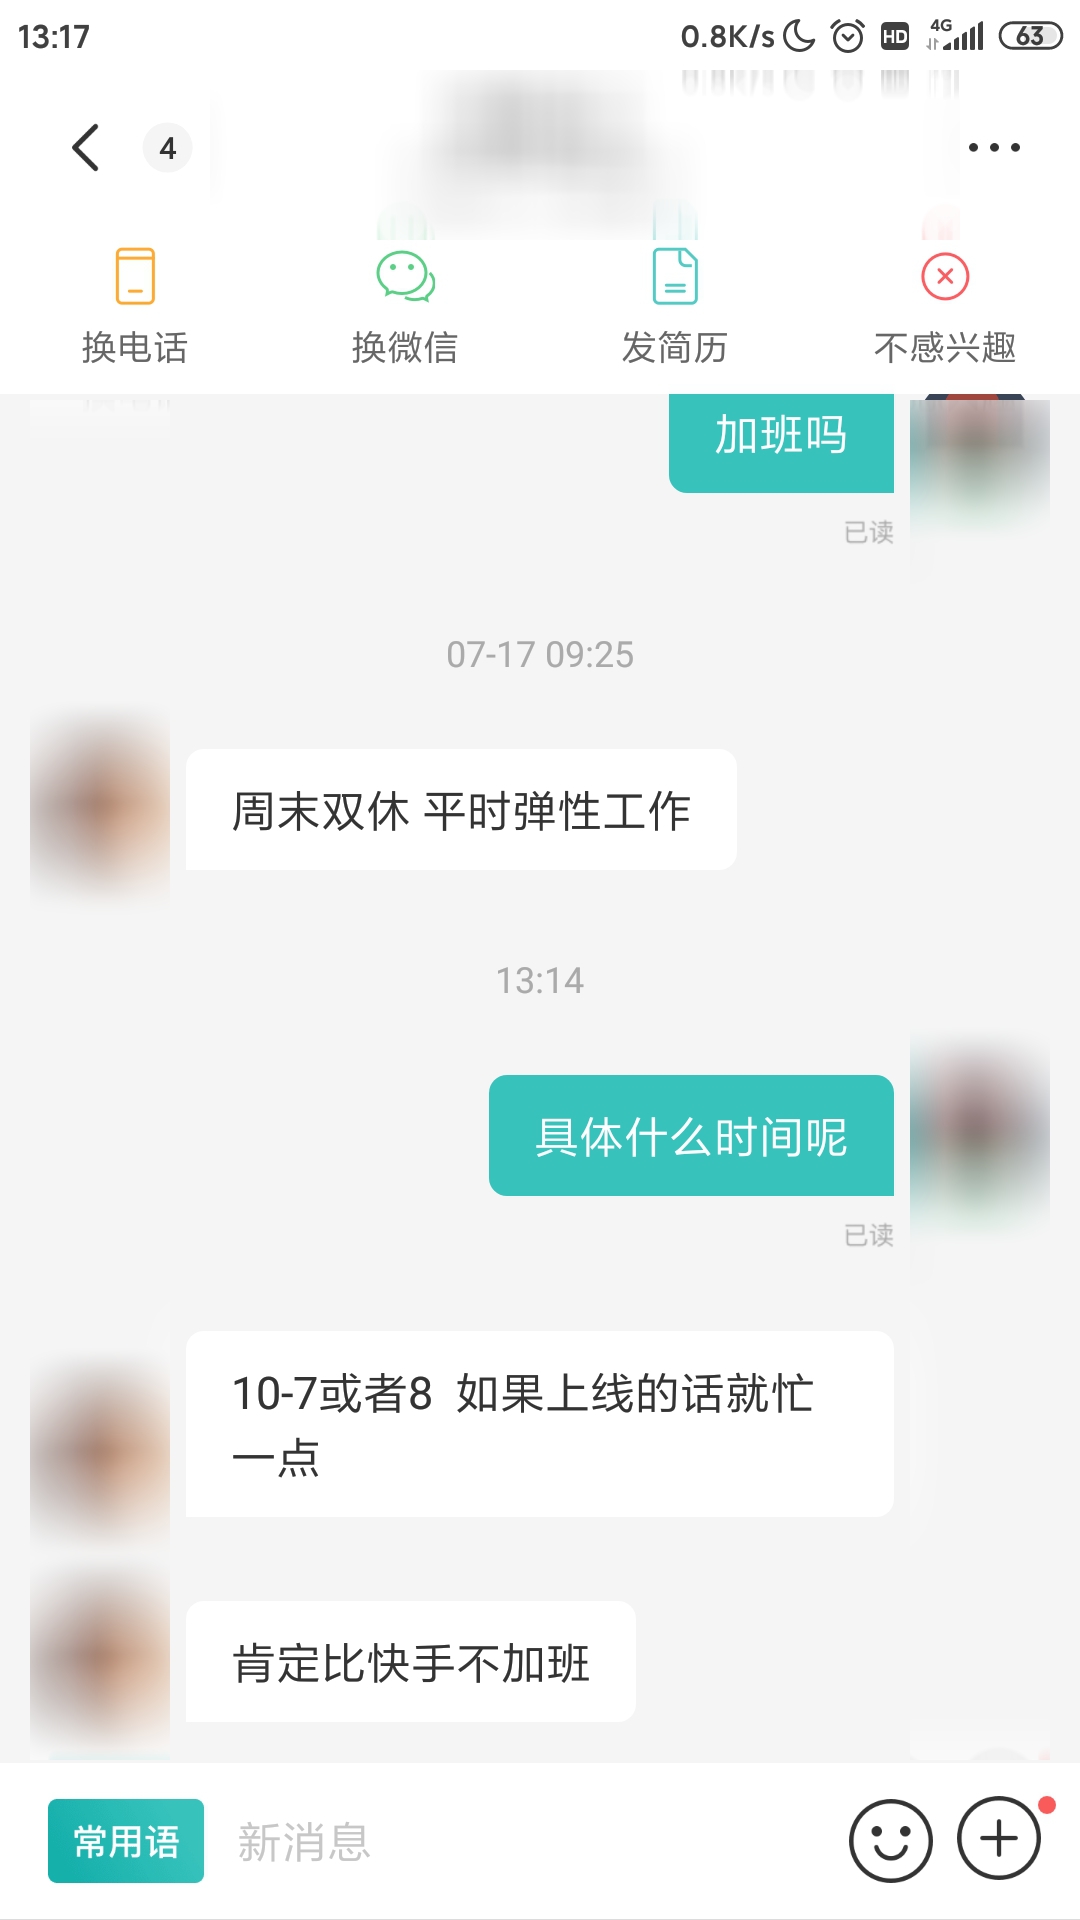 13:17
0.8K/s HD 4G 63
4
换电话 换微信 发简历 不感兴趣
加班吗
已读
07-17 09:25
周末双休 平时弹性工作
13:14
具体什么时间呢
已读
10-7或者8 如果上线的话就忙
一点
肯定比快手不加班
常用语 新消息